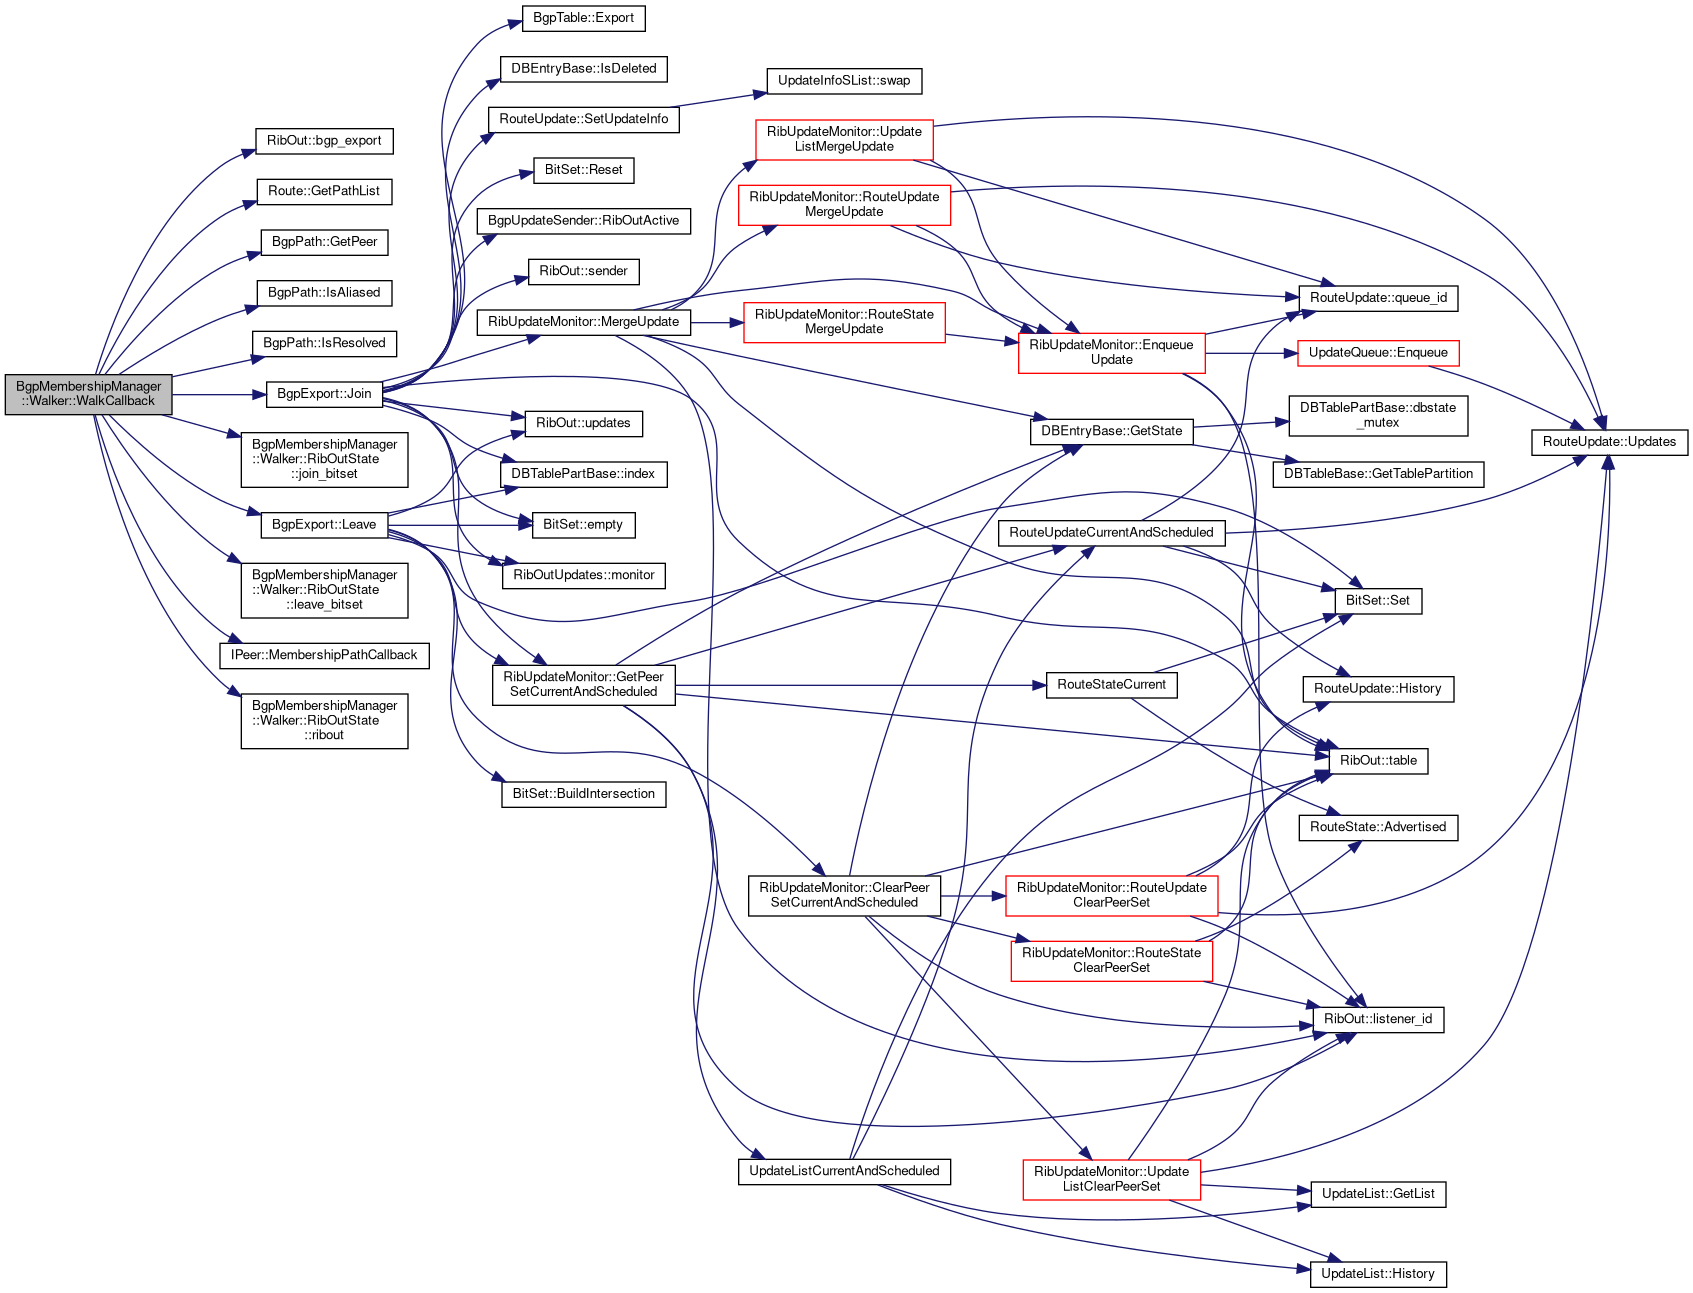 BgpMembershipManager
::Walker::WalkCallback
RibOut::bgp_export
Route::GetPathList
BgpPath::GetPeer
BgpPath::IsAliased
BgpPath::IsResolved
BgpExport::Join
BgpMembershipManager
::Walker::RibOutState
::join_bitset
BgpExport::Leave
BgpMembershipManager
::Walker::RibOutState
::leave_bitset
IPeer::MembershipPathCallback
BgpMembershipManager
::Walker::RibOutState
::ribout
BgpTable::Export
DBEntryBase::IsDeleted
RouteUpdate::SetUpdateInfo
BitSet::Reset
BgpUpdateSender::RibOutActive
RibOut::sender
RibUpdateMonitor::MergeUpdate
RibOut::updates
DBTablePartBase::index
BitSet::empty
RibOutUpdates::monitor
RibUpdateMonitor::GetPeer
SetCurrentAndScheduled
BitSet::BuildIntersection
UpdateInfoSList::swap
RibUpdateMonitor::Update
ListMergeUpdate
RibUpdateMonitor::RouteUpdate
MergeUpdate
RibUpdateMonitor::RouteState
MergeUpdate
RibUpdateMonitor::ClearPeer
SetCurrentAndScheduled
UpdateListCurrentAndScheduled
RibUpdateMonitor::Enqueue
Update
DBEntryBase::GetState
RouteUpdateCurrentAndScheduled
RouteStateCurrent
RibUpdateMonitor::RouteUpdate
ClearPeerSet
RibUpdateMonitor::RouteState
ClearPeerSet
RibUpdateMonitor::Update
ListClearPeerSet
RouteUpdate::queue_id
UpdateQueue::Enqueue
DBTablePartBase::dbstate
_mutex
DBTableBase::GetTablePartition
BitSet::Set
RouteUpdate::History
RibOut::table
RouteState::Advertised
RibOut::listener_id
UpdateList::GetList
UpdateList::History
RouteUpdate::Updates